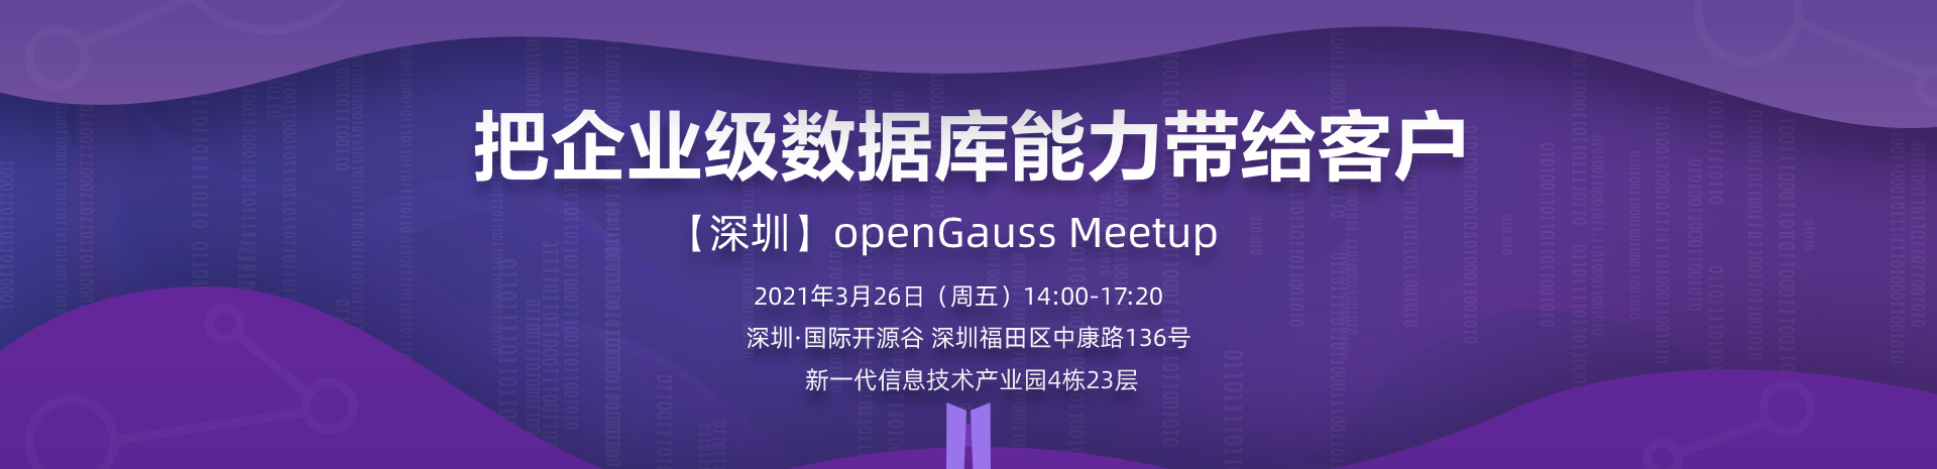 把企业级数据库能力带给客户
【深圳】openGauss Meetup
2021年3月26日（周五）14:00-17:20
深圳·国际开源谷 深圳福田区中康路136号
新一代信息技术产业园4栋23层